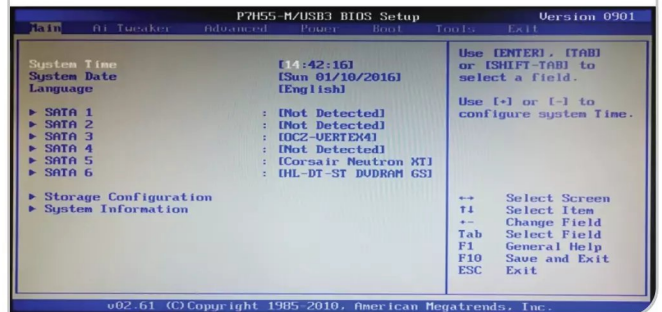 P7H55-M/USB3 BIOS Setup Version 0901
Main Ai Tweaker Advanced Power Boot Tools Exit
System Time [14:42:16]
System Date [Sun 01/10/2016]
Language [English]
► SATA 1 : [Not Detected]
► SATA 2 : [Not Detected]
► SATA 3 : [OCZ-VERTEX4]
► SATA 4 : [Not Detected]
► SATA 5 : [Corsair Neutron XT]
► SATA 6 : [HL-DT-ST DVDRAM GS]
► Storage Configuration
► System Information
Use [ENTER], [TAB]
or [SHIFT-TAB] to
select a field.
Use [+] or [-] to
configure system Time.
↔ Select Screen
↑↓ Select Item
+- Change Field
Tab Select Field
F1 General Help
F10 Save and Exit
ESC Exit
v02.61 (C)Copyright 1985-2010, American Megatrends, Inc.